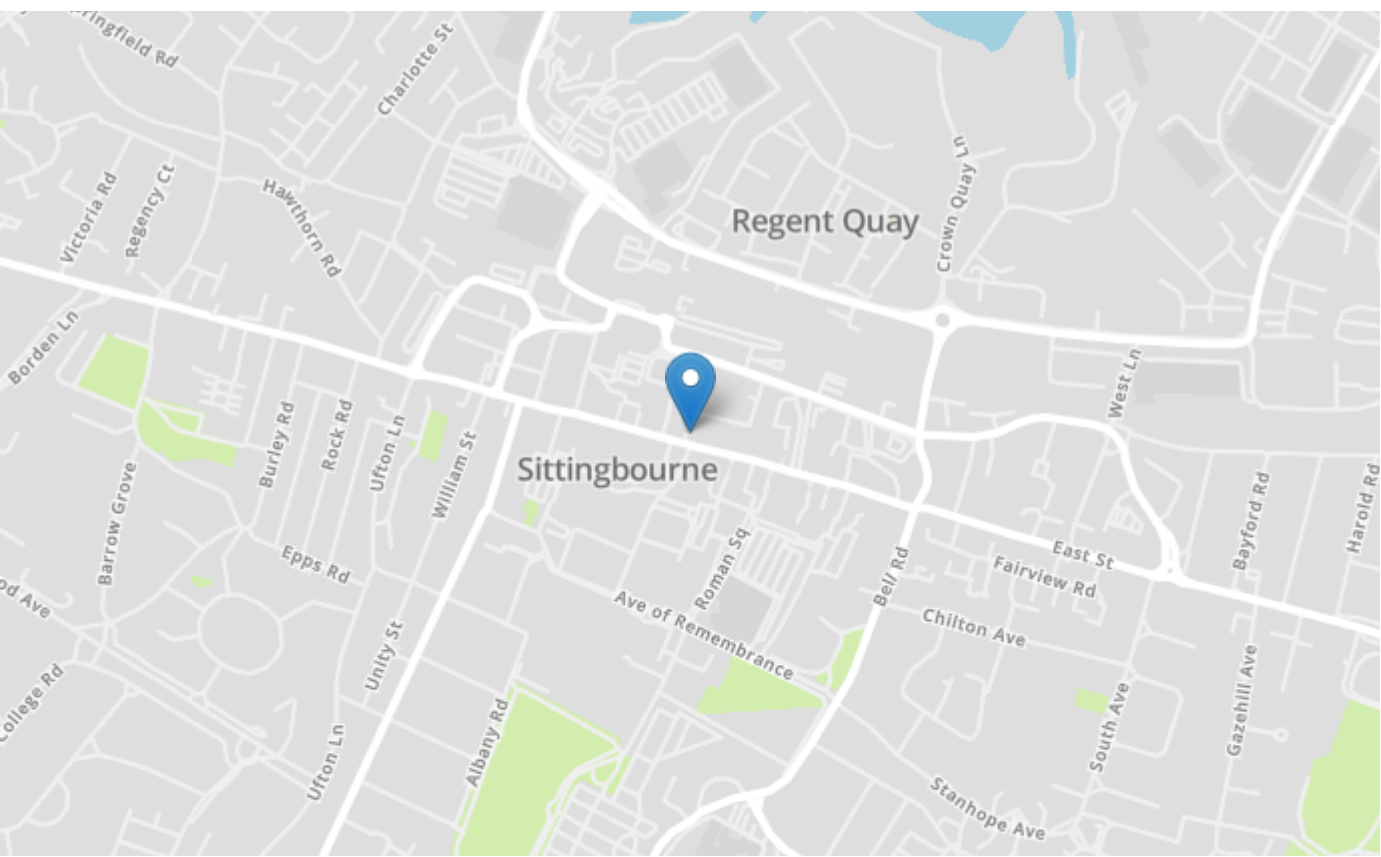 ringfield Rd
Charlotte St
Victoria Rd
Regency Ct
Hawthorn Rd
Crown Quay Ln
Regent Quay
Borden Ln
West Ln
Burley Rd
Rock Rd
Ufton Ln
William St
Sittingbourne
Barrow Grove
Bayford Rd
Harold Rd
Epps Rd
East St
Fairview Rd
Roman Sq
Bell Rd
od Ave
Ave of Remembrance
Chilton Ave
Unity St
College Rd
Gazehill Ave
Albany Rd
South Ave
Ufton Ln
Stanhope Ave